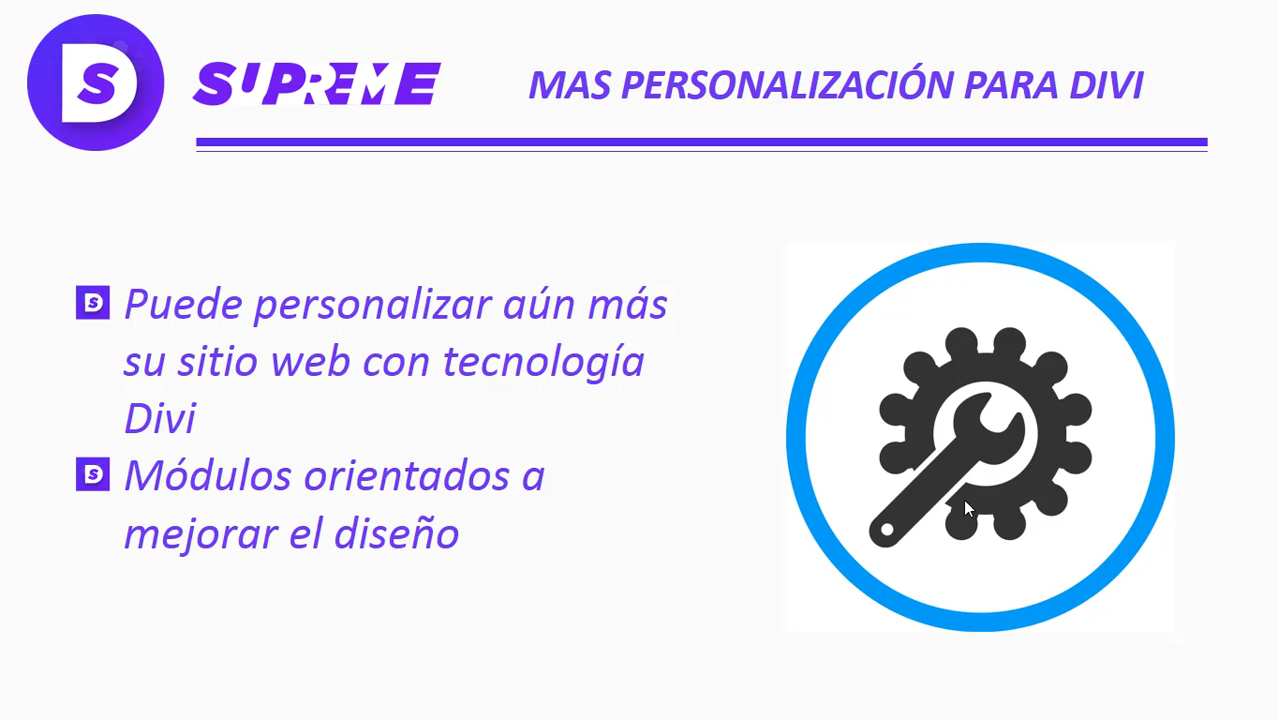 SUPREME
MAS PERSONALIZACIÓN PARA DIVI
Puede personalizar aún más
su sitio web con tecnología
Divi
Módulos orientados a
mejorar el diseño